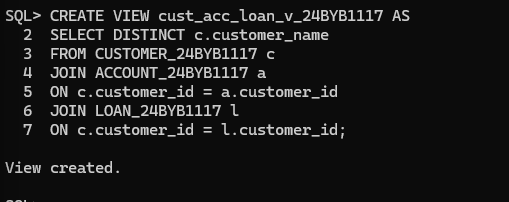 SQL> CREATE VIEW cust_acc_loan_v_24BYB1117 AS
  2  SELECT DISTINCT c.customer_name
  3  FROM CUSTOMER_24BYB1117 c
  4  JOIN ACCOUNT_24BYB1117 a
  5  ON c.customer_id = a.customer_id
  6  JOIN LOAN_24BYB1117 l
  7  ON c.customer_id = l.customer_id;
View created.